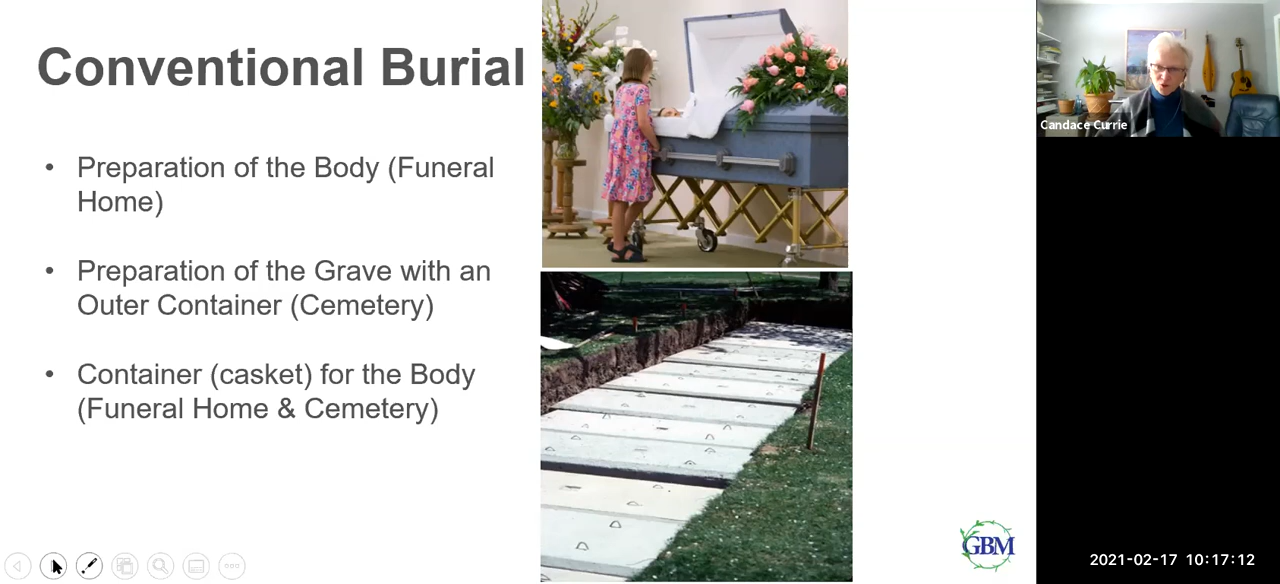 Conventional Burial
• Preparation of the Body (Funeral
Home)
• Preparation of the Grave with an
Outer Container (Cemetery)
• Container (casket) for the Body
(Funeral Home & Cemetery)
Candace Currie
GBM
2021-02-17 10:17:12